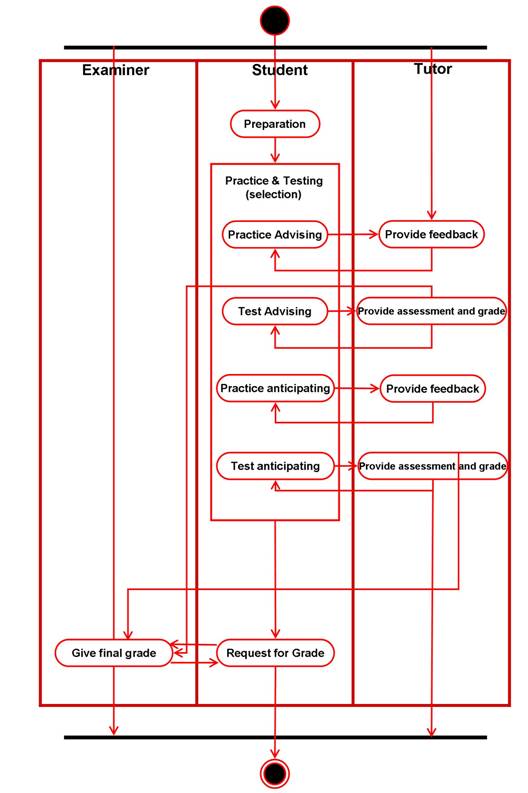 Examiner
Student
Tutor
Preparation
Practice & Testing
(selection)
Practice Advising
Provide feedback
Test Advising
Provide assessment and grade
Practice anticipating
Provide feedback
Test anticipating
Provide assessment and grade
Give final grade
Request for Grade